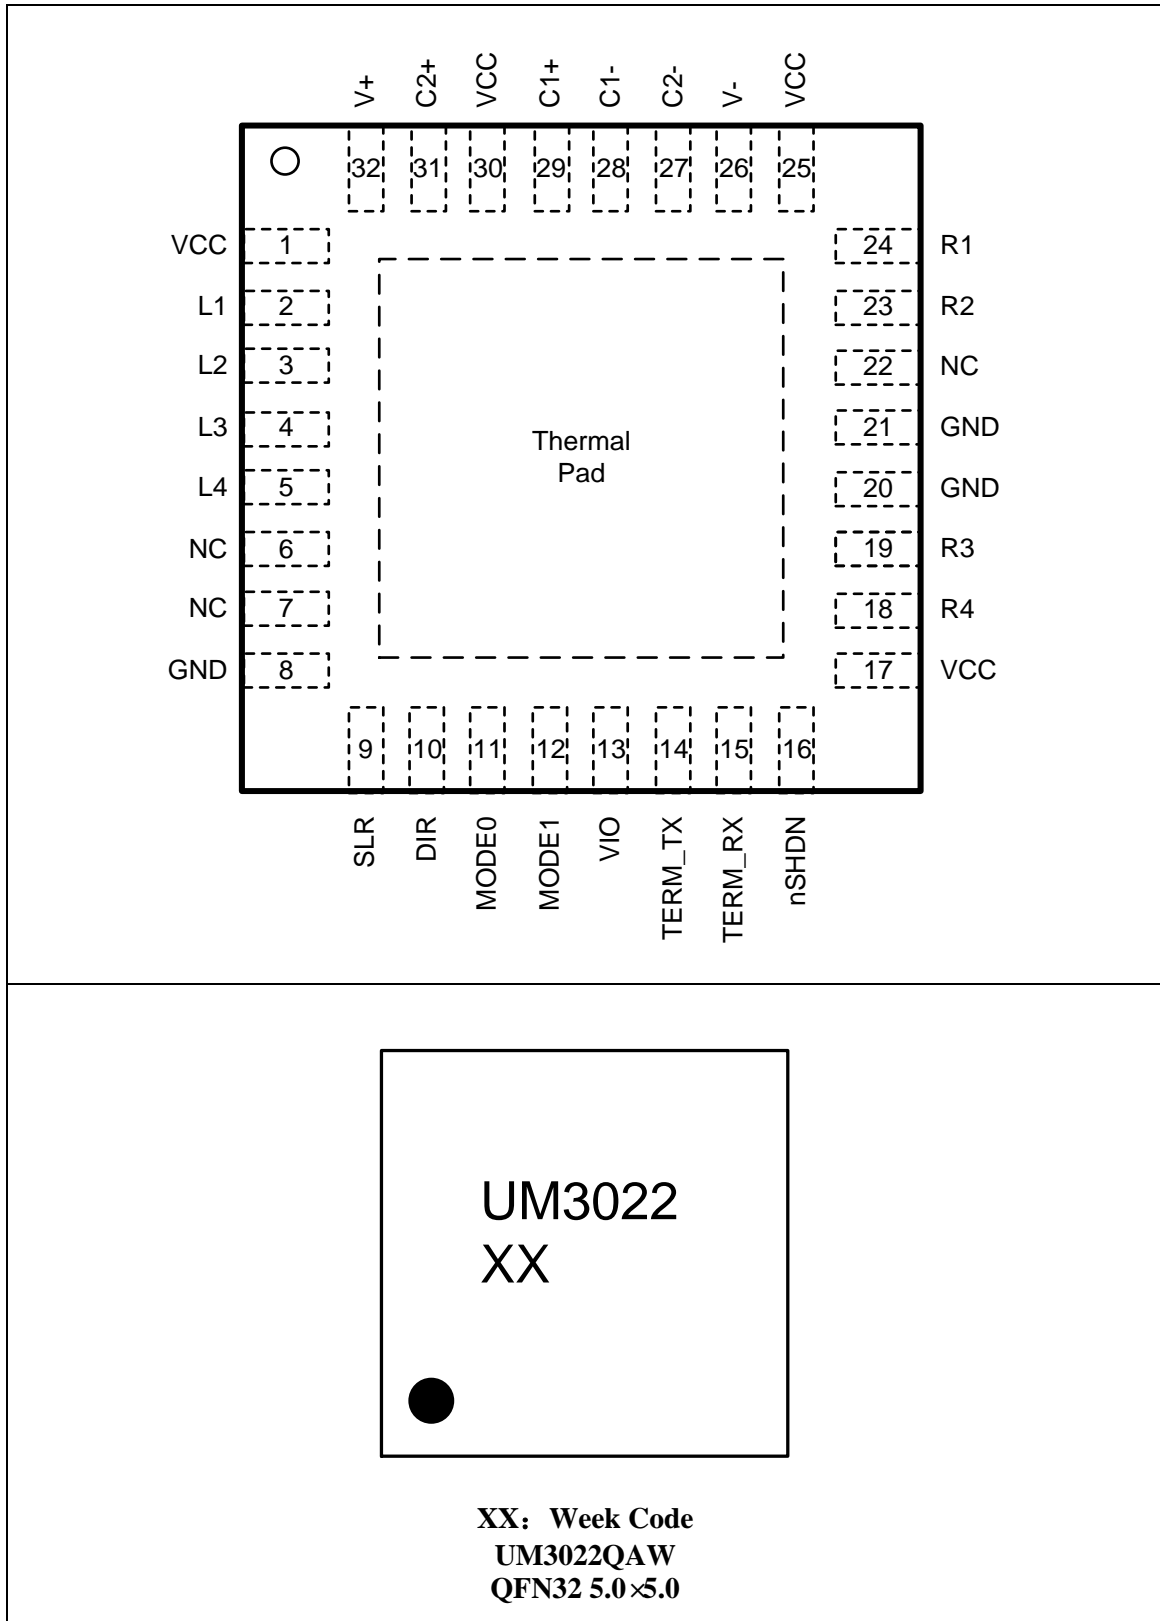 V+ C2+ VCC C1+ C1- C2- V- VCC
32 31 30 29 28 27 26 25
VCC 1 24 R1
L1 2 23 R2
L2 3 22 NC
L3 4 21 GND
Thermal
Pad
L4 5 20 GND
NC 6 19 R3
NC 7 18 R4
GND 8 17 VCC
9 10 11 12 13 14 15 16
SLR DIR MODE0 MODE1 VIO TERM_TX TERM_RX nSHDN
UM3022
XX
XX：Week Code
UM3022QAW
QFN32 5.0×5.0